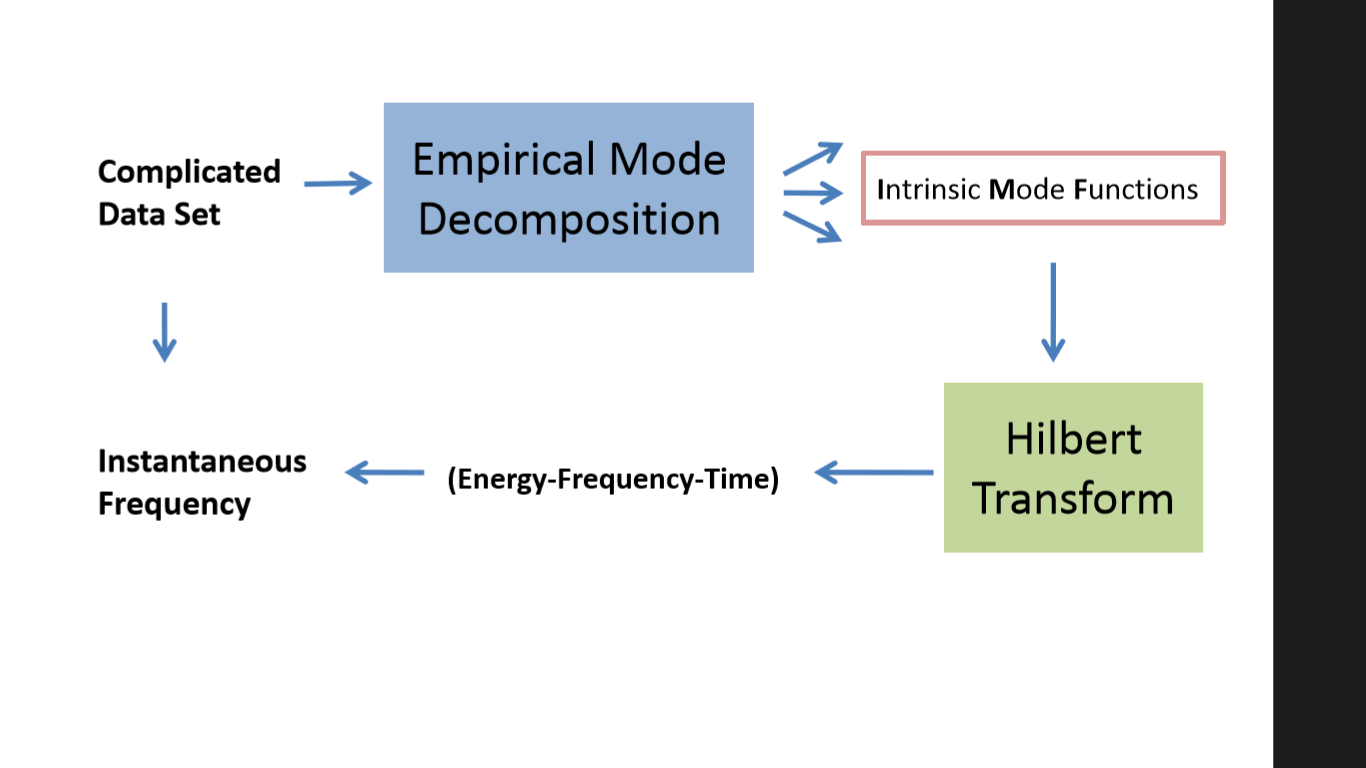 Complicated
Data Set
Empirical Mode
Decomposition
Intrinsic Mode Functions
Instantaneous
Frequency
(Energy-Frequency-Time)
Hilbert
Transform